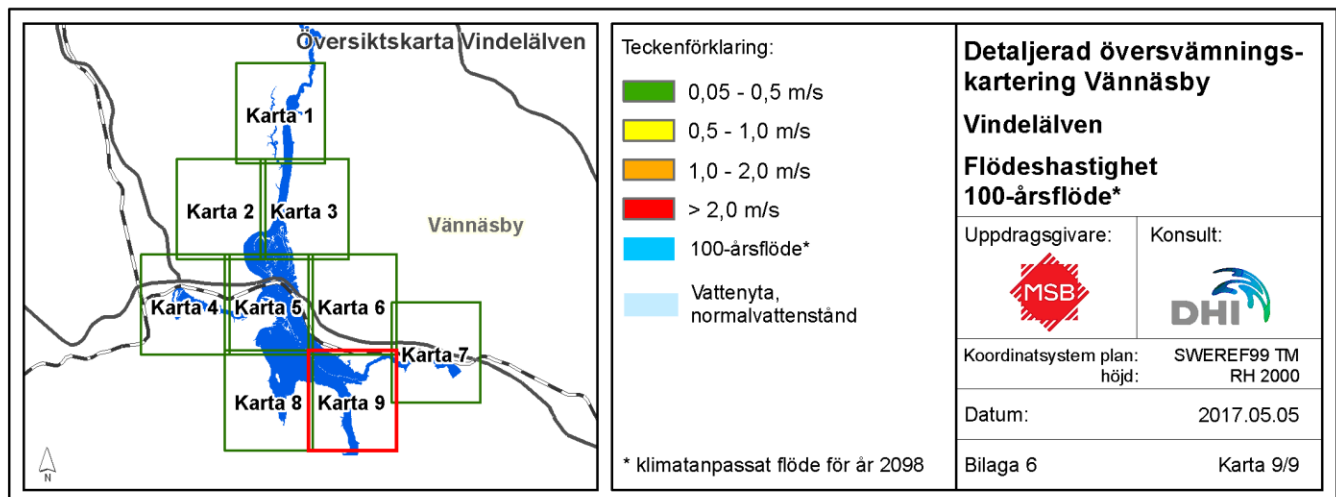 Översiktskarta Vindelälven
Karta 1
Karta 2
Karta 3
Vännäsby
Karta 4
Karta 5
Karta 6
Karta 7
Karta 8
Karta 9
N
Teckenförklaring:
0,05 - 0,5 m/s
0,5 - 1,0 m/s
1,0 - 2,0 m/s
> 2,0 m/s
100-årsflöde*
Vattenyta,
normalvattenstånd
* klimatanpassat flöde för år 2098
Detaljerad översvämnings-
kartering Vännäsby
Vindelälven
Flödeshastighet
100-årsflöde*
Uppdragsgivare:
MSB
Konsult:
DHI
Koordinatsystem plan: SWEREF99 TM
höjd: RH 2000
Datum: 2017.05.05
Bilaga 6 Karta 9/9